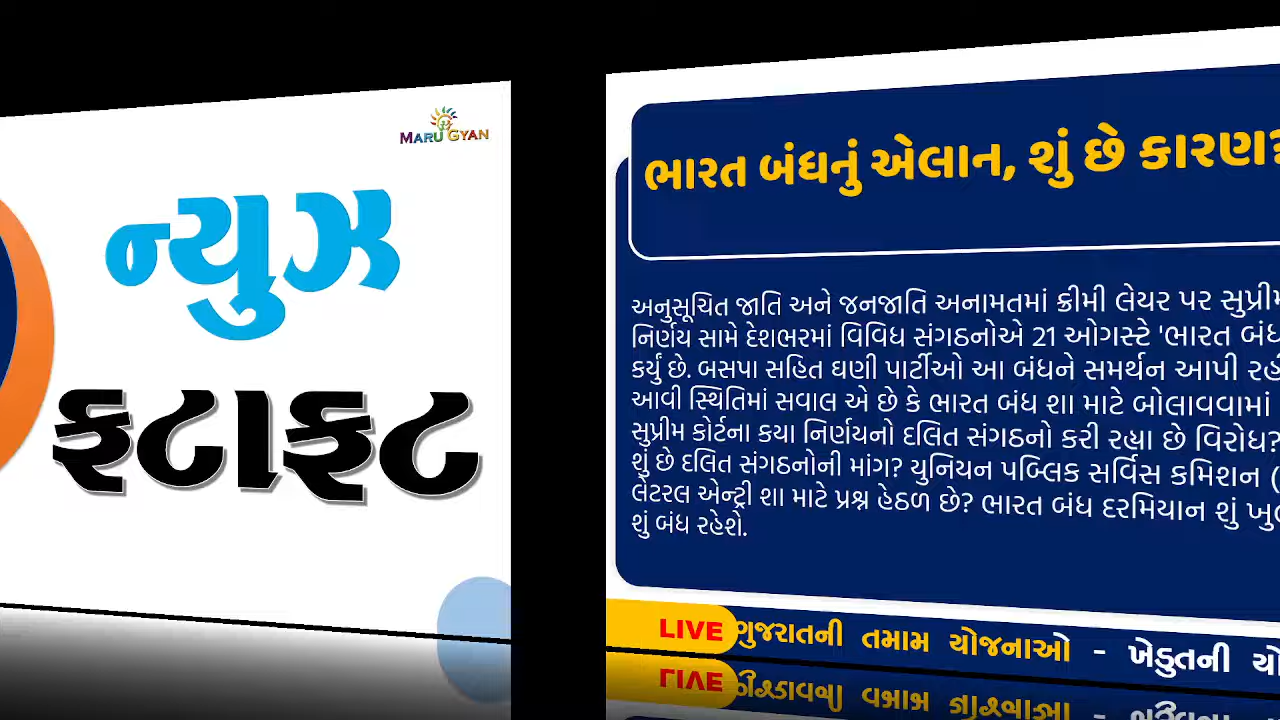 MARU GYAN
ન્યુઝ
ફટાફટ
ભારત બંધનું એલાન, શું છે કારણ?
અનુસૂચિત જાતિ અને જનજાતિ અનામતમાં ક્રીમી લેયર પર સુપ્રીમ
નિર્ણય સામે દેશભરમાં વિવિધ સંગઠનોએ 21 ઓગસ્ટે 'ભારત બંધ
કર્યું છે. બસપા સહિત ઘણી પાર્ટીઓ આ બંધને સમર્થન આપી
આવી સ્થિતિમાં સવાલ એ છે કે ભારત બંધ શા માટે બોલાવવામાં
સુપ્રીમ કોર્ટના કયા નિર્ણયનો દલિત સંગઠનો કરી રહ્યા છે વિરોધ?
શું છે દલિત સંગઠનોની માંગ? યુનિયન પબ્લિક સર્વિસ કમિશન (
લેટરલ એન્ટ્રી શા માટે પ્રશ્ન હેઠળ છે? ભારત બંધ દરમિયાન શું
શું બંધ રહેશે.
LIVE ગુજરાતની તમામ યોજનાઓ - ખેડુતની